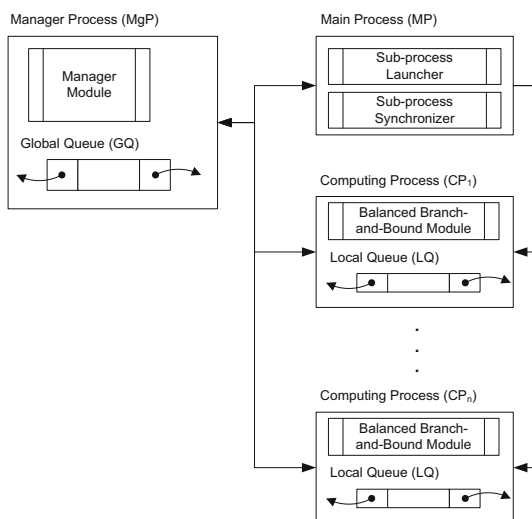 Manager Process (MgP)
Manager
Module
Global Queue (GQ)
Main Process (MP)
Sub-process
Launcher
Sub-process
Synchronizer
Computing Process (CP₁)
Balanced Branch-
and-Bound Module
Local Queue (LQ)
.
.
.
Computing Process (CPₙ)
Balanced Branch-
and-Bound Module
Local Queue (LQ)